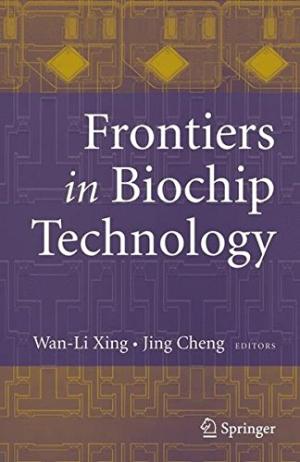 Frontiers
in Biochip
Technology
Wan-Li Xing • Jing Cheng EDITORS
Springer